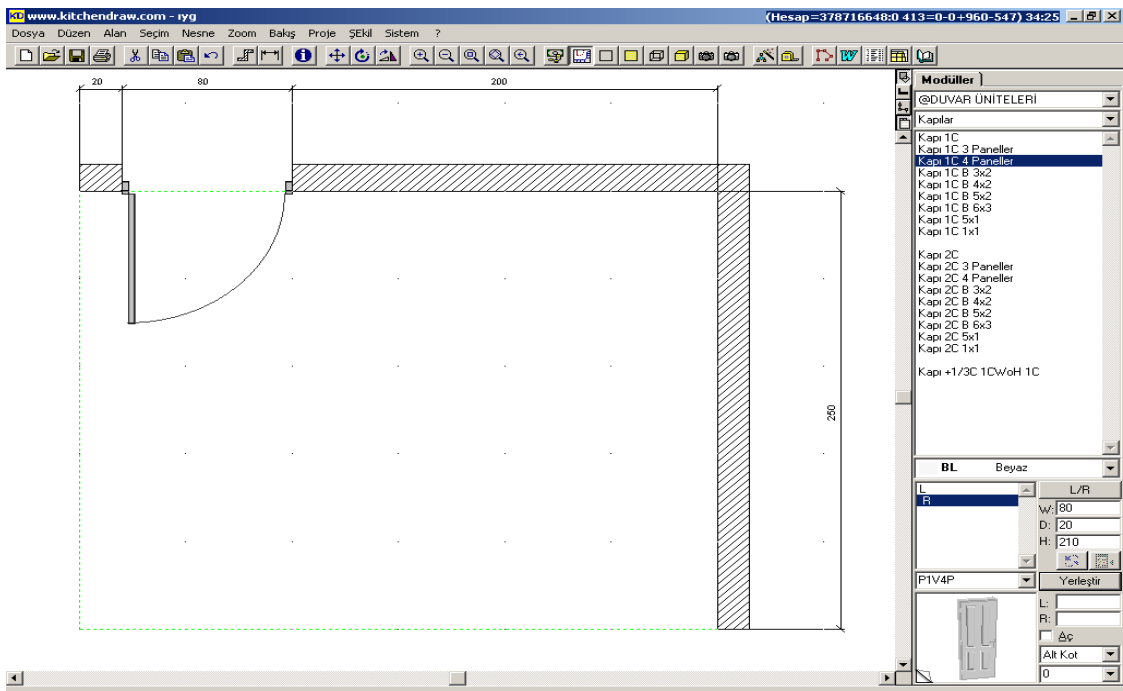 KD www.kitchendraw.com - ıyg (Hesap=378716648:0 413=0-0+960-547) 34:25
Dosya Düzen Alan Seçim Nesne Zoom Bakış Proje ŞEkil Sistem ?
20 80 200
250
Modüller
@DUVAR ÜNİTELERİ
Kapılar
Kapı 1C
Kapı 1C 3 Paneller
Kapı 1C 4 Paneller
Kapı 1C B 3x2
Kapı 1C B 4x2
Kapı 1C B 5x2
Kapı 1C B 6x3
Kapı 1C 5x1
Kapı 1C 1x1
Kapı 2C
Kapı 2C 3 Paneller
Kapı 2C 4 Paneller
Kapı 2C B 3x2
Kapı 2C B 4x2
Kapı 2C B 5x2
Kapı 2C B 6x3
Kapı 2C 5x1
Kapı 2C 1x1
Kapı +1/3C 1CWoH 1C
BL Beyaz
L
R
L/R
W: 80
D: 20
H: 210
P1V4P
Yerleştir
L:
R:
Aç
Alt Kot
0